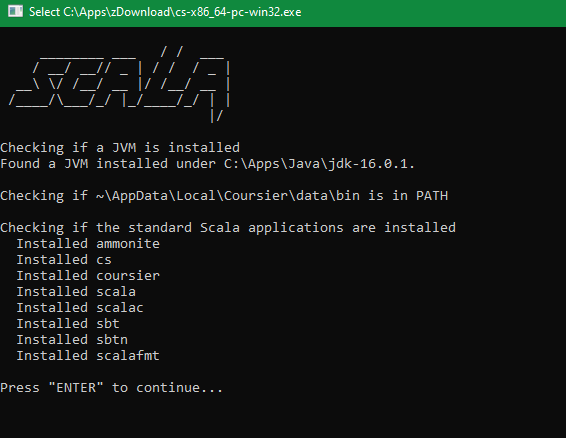 Select C:\Apps\zDownload\cs-x86_64-pc-win32.exe
SCALA
Checking if a JVM is installed
Found a JVM installed under C:\Apps\Java\jdk-16.0.1.
Checking if ~\AppData\Local\Coursier\data\bin is in PATH
Checking if the standard Scala applications are installed
Installed ammonite
Installed cs
Installed coursier
Installed scala
Installed scalac
Installed sbt
Installed sbtn
Installed scalafmt
Press "ENTER" to continue...